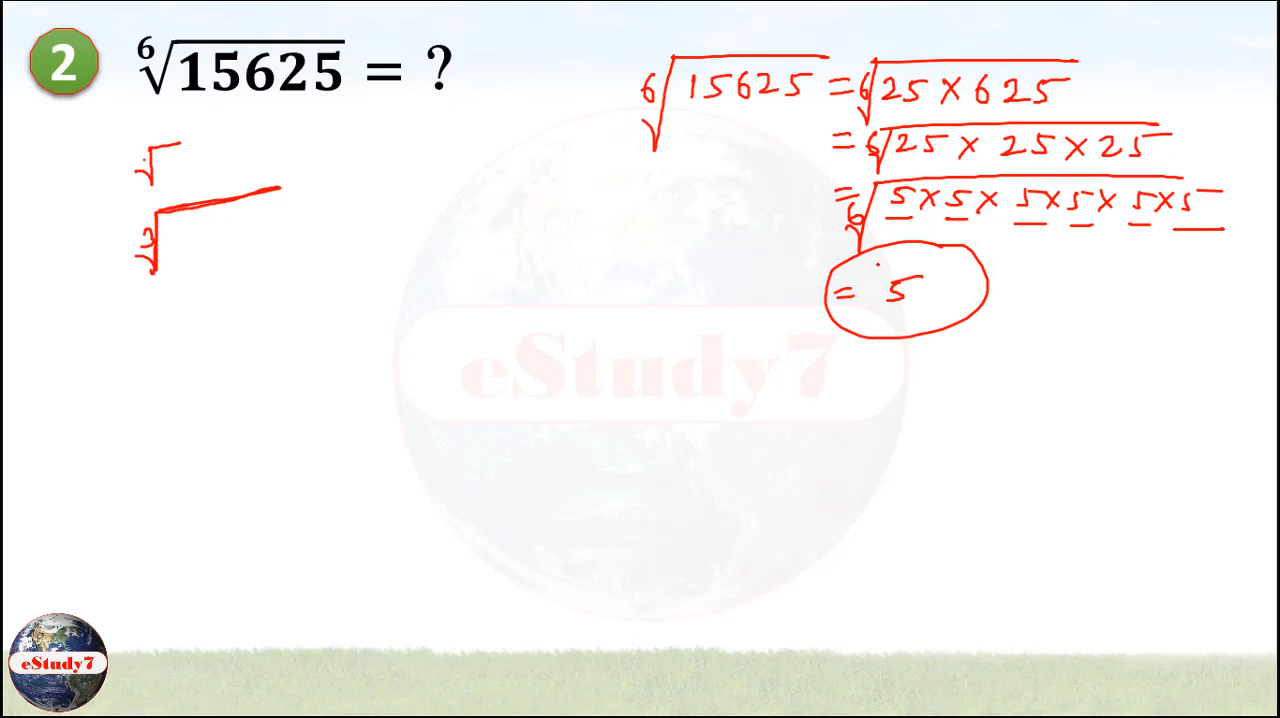 2 ⁶√15625 = ?
⁶√15625 = ⁶√25 × 625
= ⁶√25 × 25 × 25
= ⁶√5 × 5 × 5 × 5 × 5 × 5
= 5
√
³√
eStudy7
eStudy7